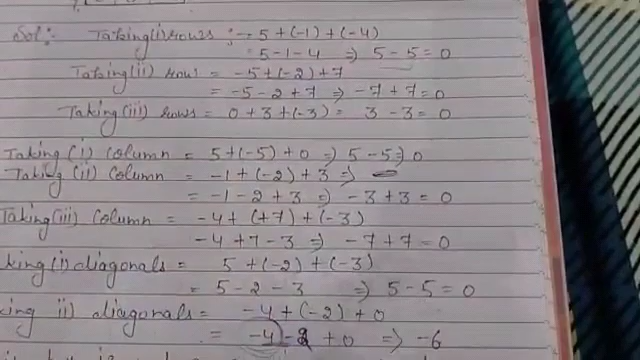 Sol:- Taking(i) rows :- 5+(-1)+(-4)
5-1-4 => 5-5=0
Taking(ii) row = -5+(-2)+7
= -5-2+7 => -7+7=0
Taking(iii) rows = 0+3+(-3) = 3-3=0
Taking (i) column = 5+(-5)+0 => 5-5=0
Taking (ii) column = -1+(-2)+3 =>
= -1-2+3 => -3+3=0
Taking(iii) column = -4+(+7)+(-3)
-4+7-3 => -7+7=0
king(i) diagonals = 5+(-2)+(-3)
= 5-2-3 => 5-5=0
king ii) diagonals = -4+(-2)+0
= -4-2+0 => -6